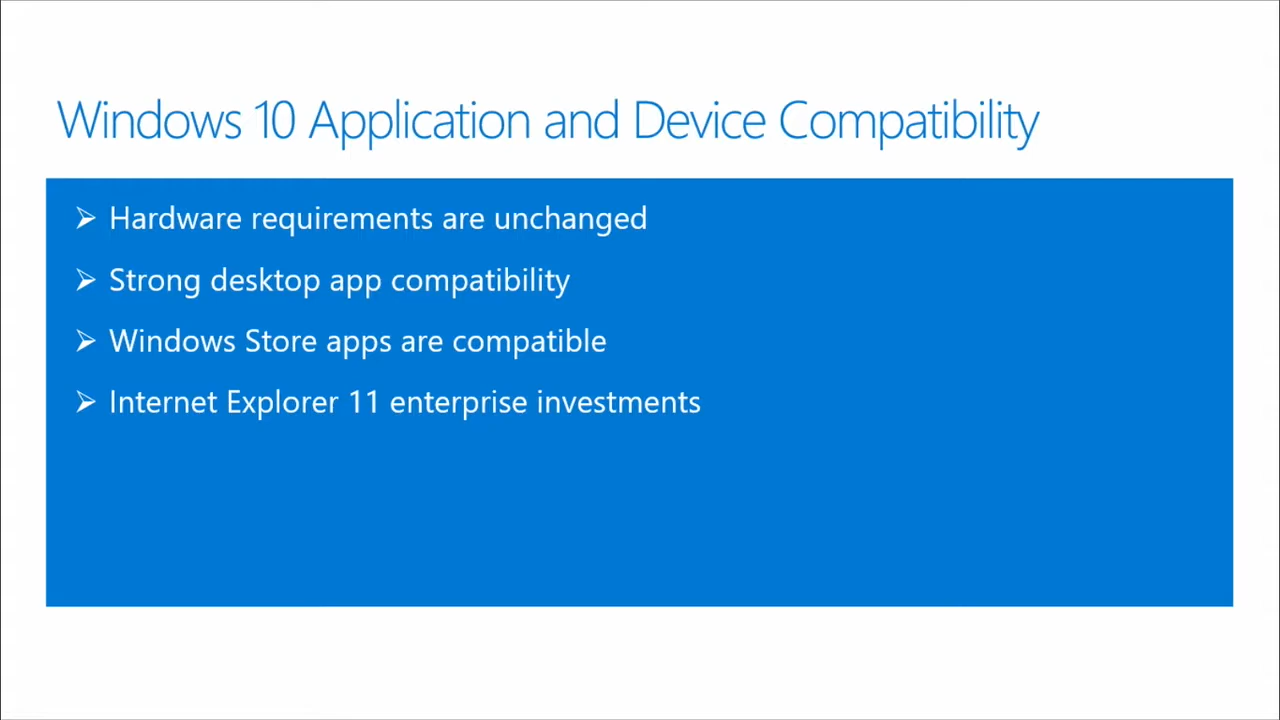 Windows 10 Application and Device Compatibility
➢ Hardware requirements are unchanged
➢ Strong desktop app compatibility
➢ Windows Store apps are compatible
➢ Internet Explorer 11 enterprise investments